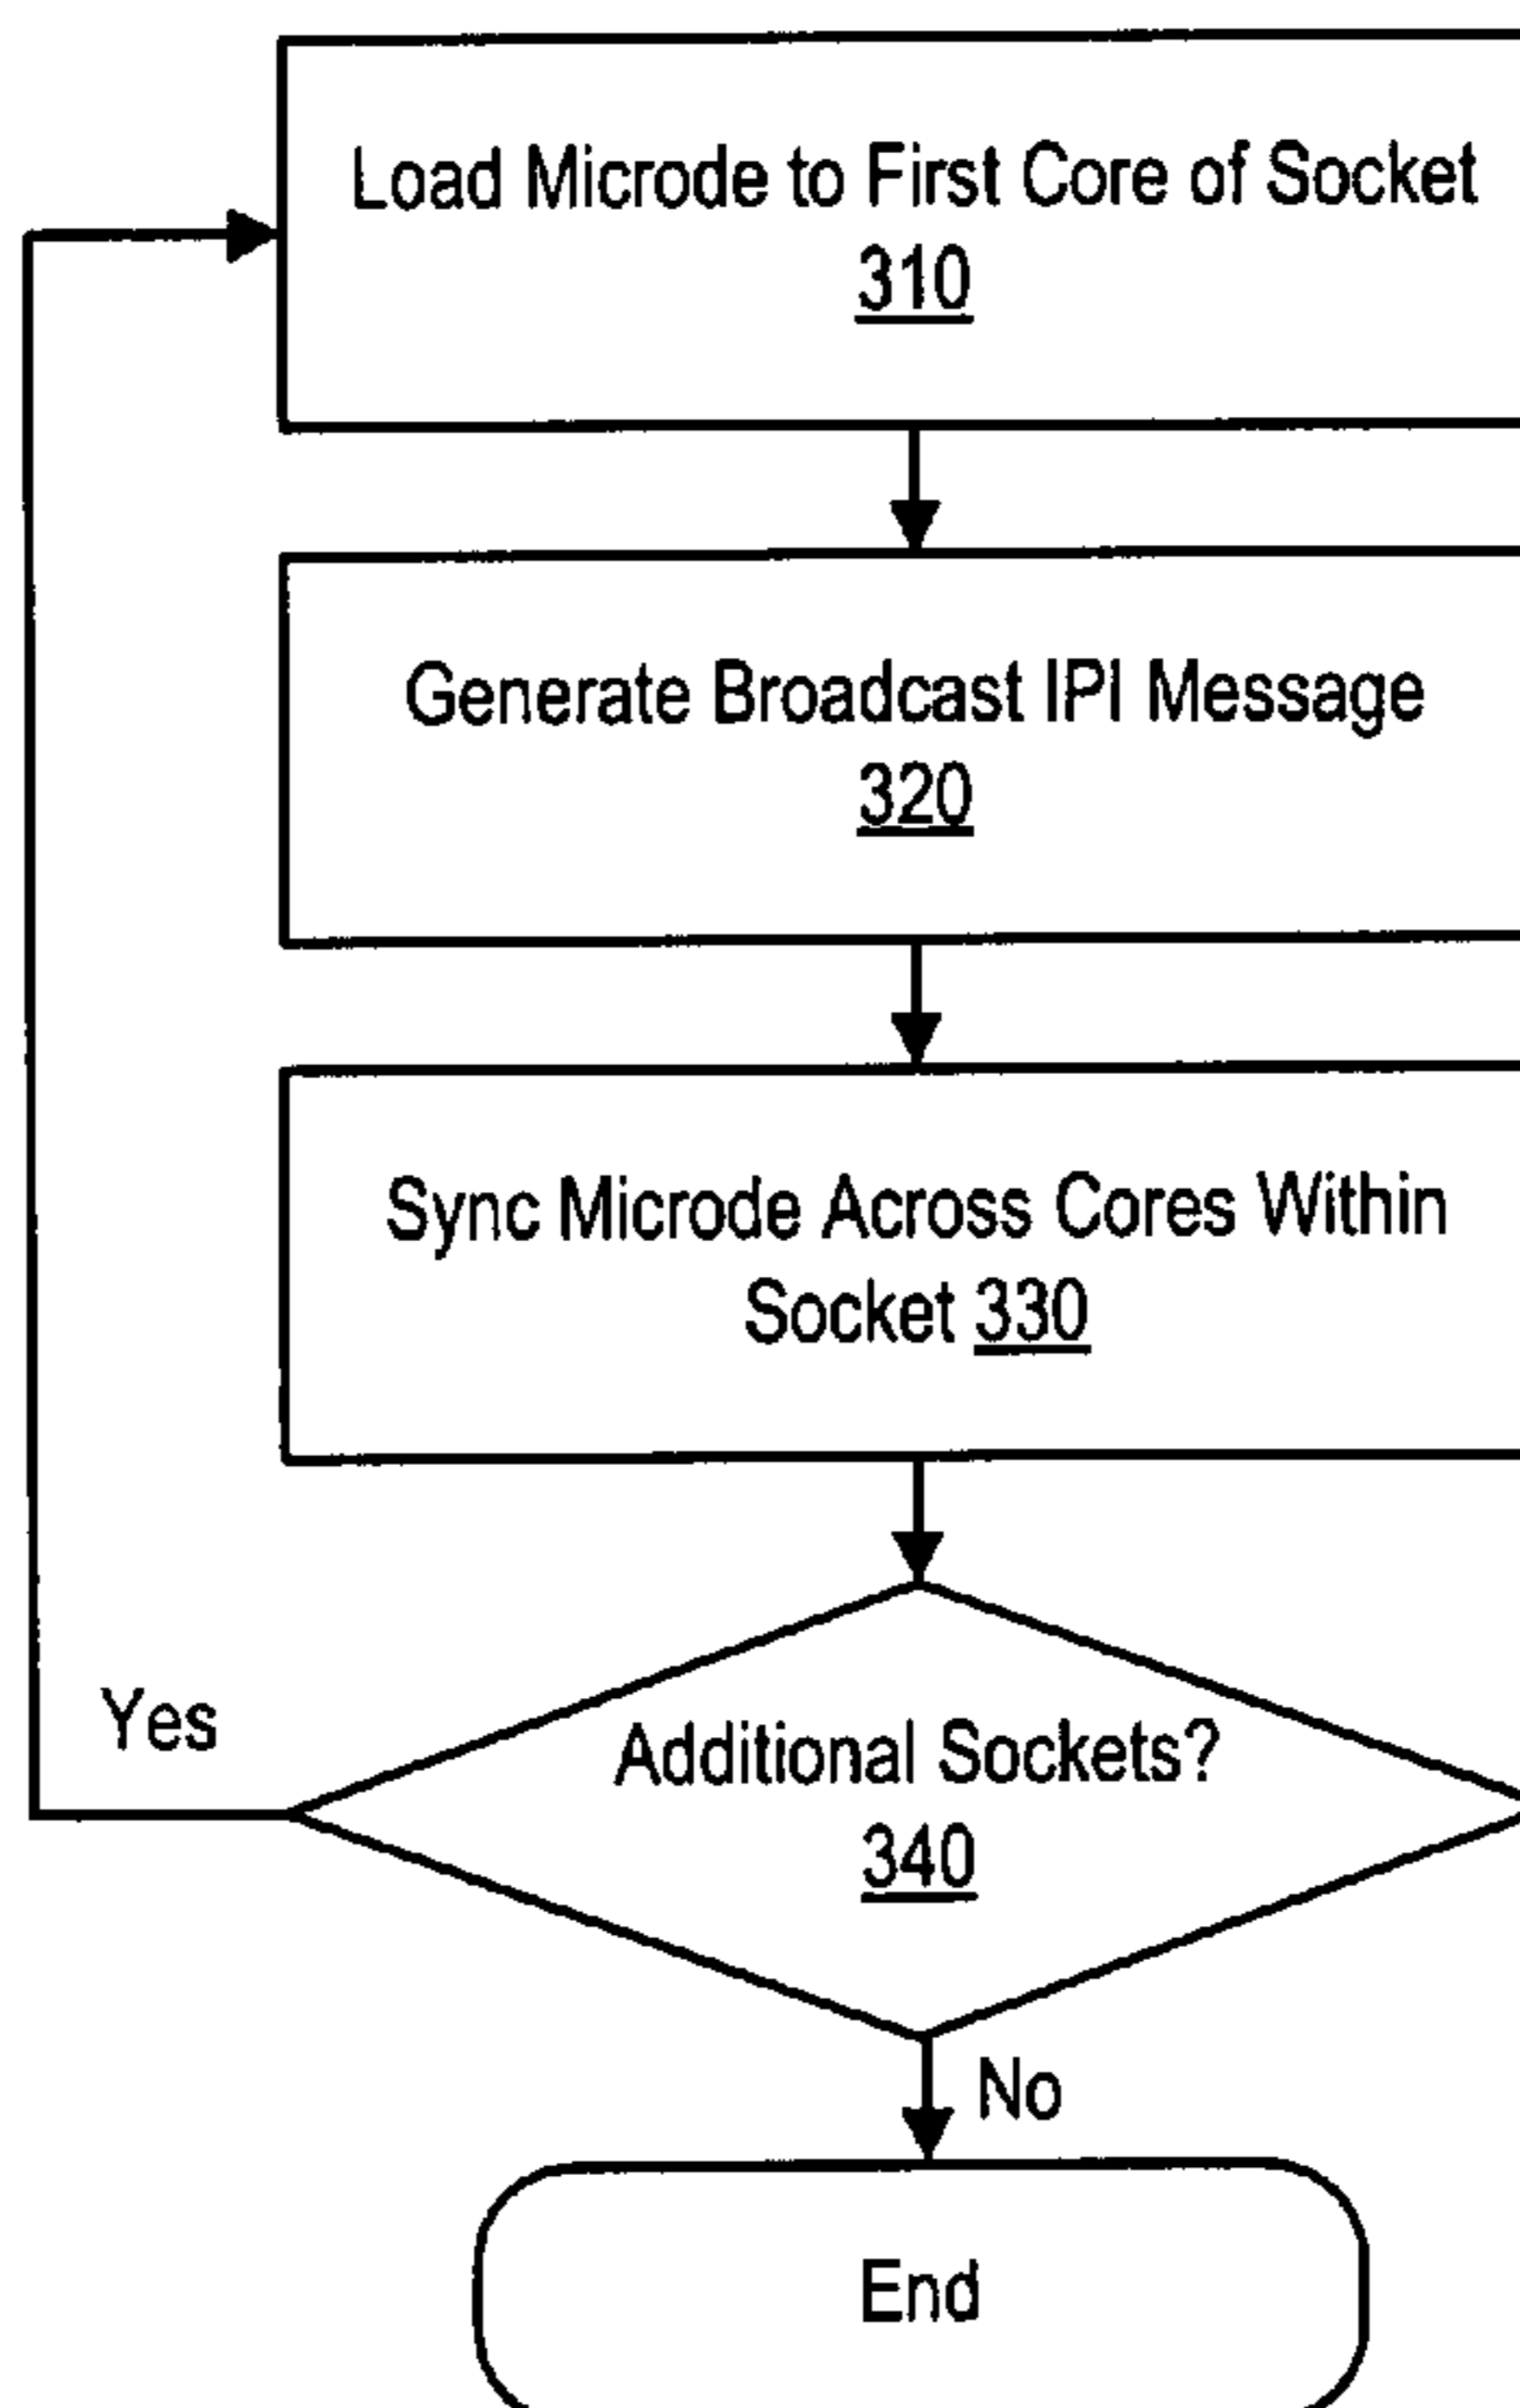 Load Microde to First Core of Socket
310
Generate Broadcast IPI Message
320
Sync Microde Across Cores Within
Socket 330
Additional Sockets?
340
Yes
No
End